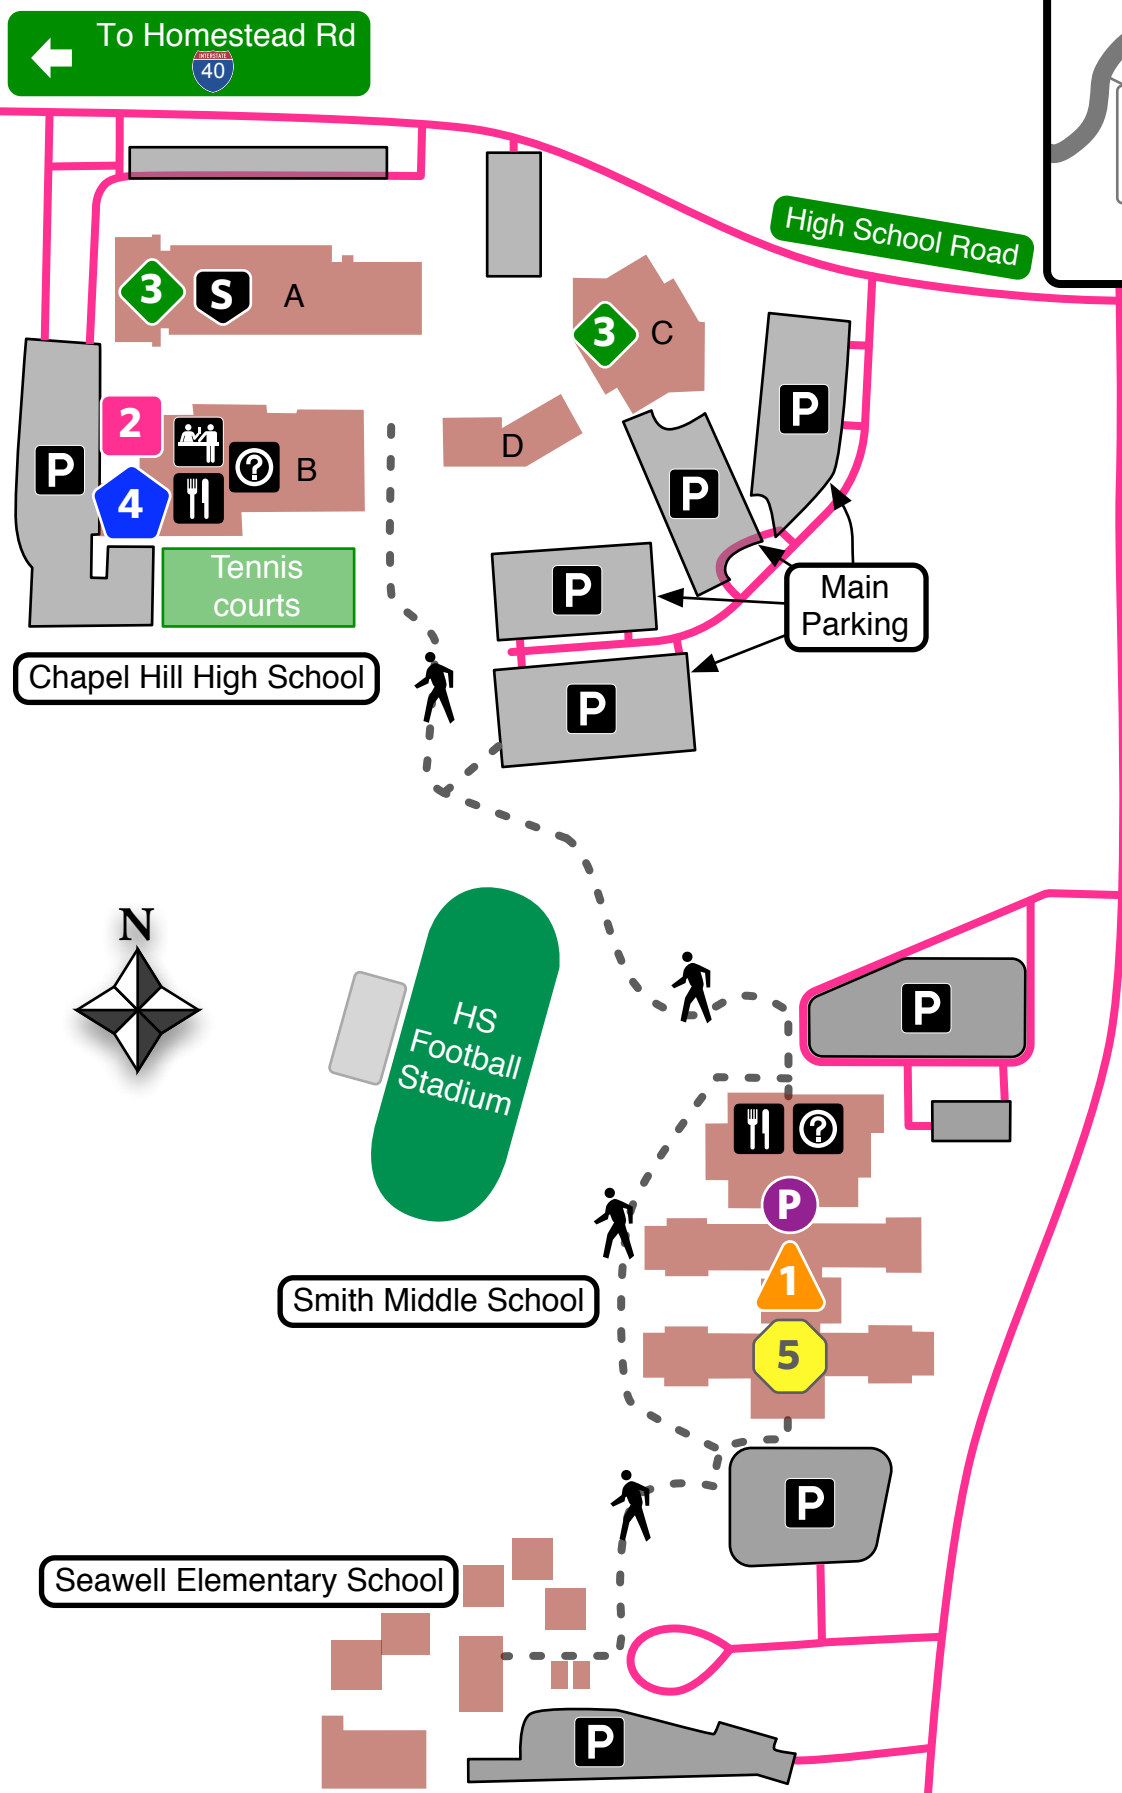 To Homestead Rd
INTERSTATE
40
High School Road
3
S
A
3
C
P
2
B
D
P
P
4
?
Tennis
courts
P
Main
Parking
Chapel Hill High School
P
N
HS
Football
Stadium
P
?
P
Smith Middle School
1
5
P
Seawell Elementary School
P